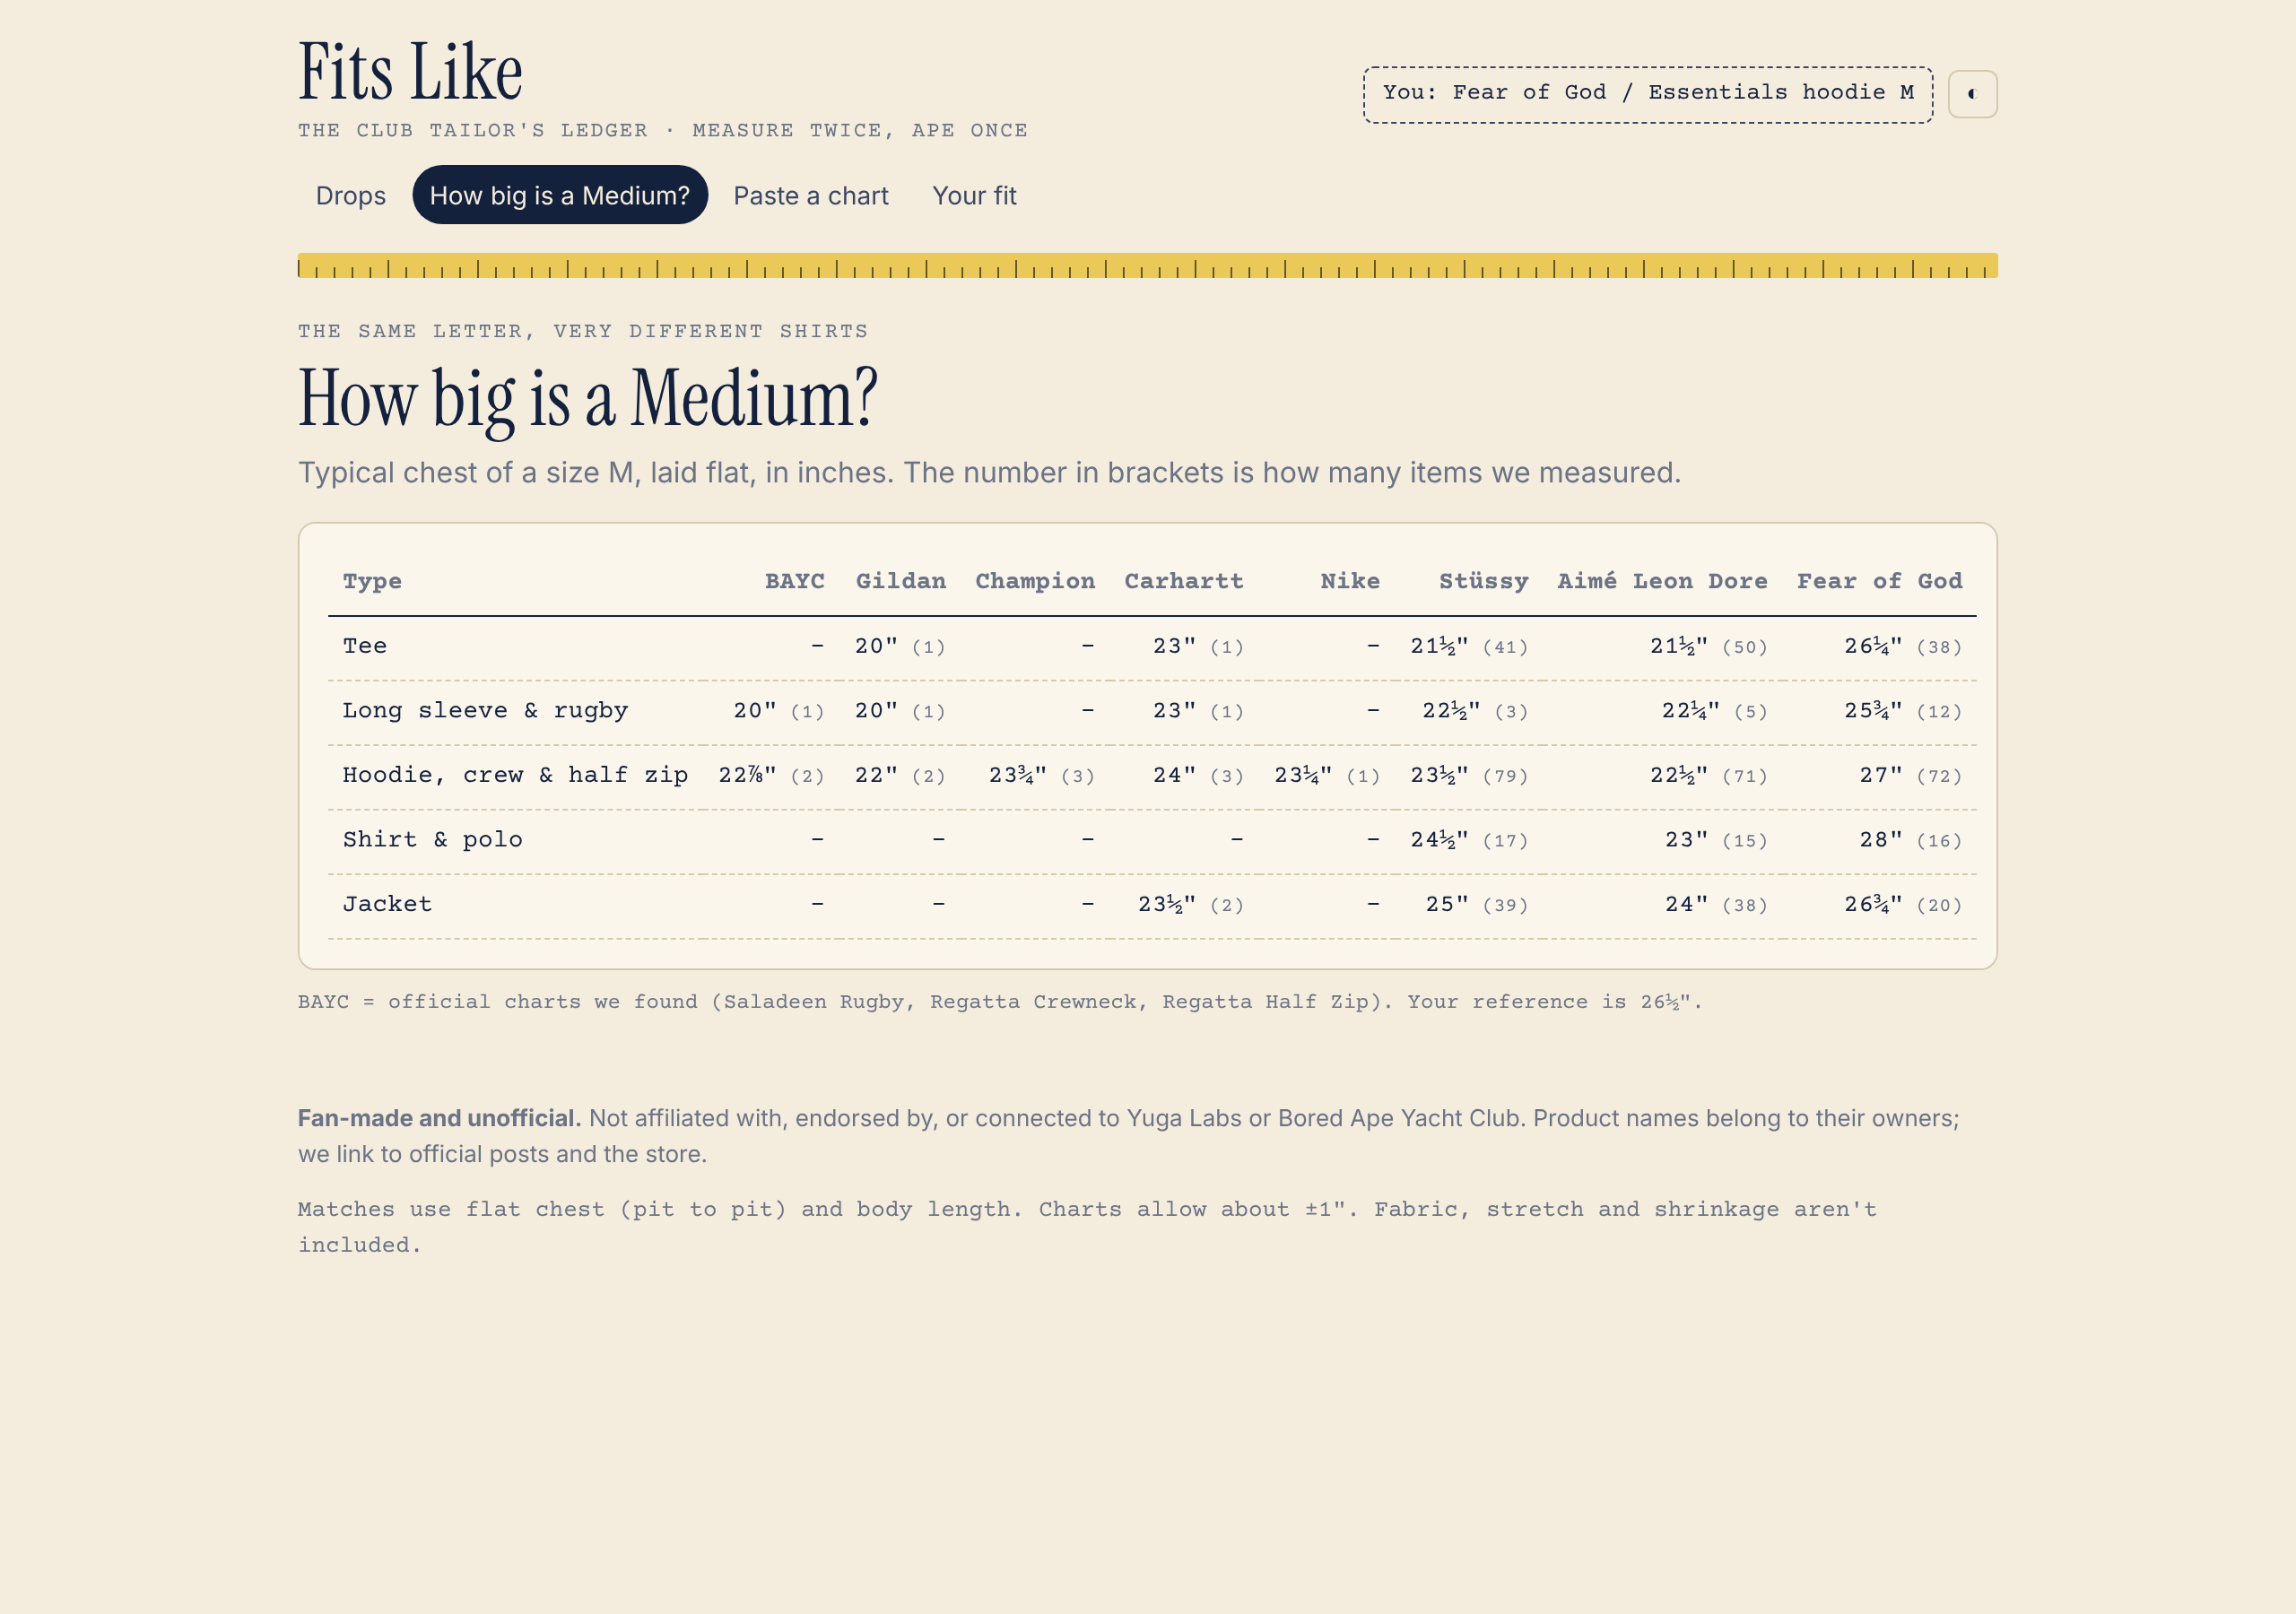 Fits Like
THE CLUB TAILOR'S LEDGER · MEASURE TWICE, APE ONCE
You: Fear of God / Essentials hoodie M
Drops How big is a Medium? Paste a chart Your fit
THE SAME LETTER, VERY DIFFERENT SHIRTS
How big is a Medium?
Typical chest of a size M, laid flat, in inches. The number in brackets is how many items we measured.
Type BAYC Gildan Champion Carhartt Nike Stüssy Aimé Leon Dore Fear of God
Tee – 20" (1) – 23" (1) – 21½" (41) 21½" (50) 26¼" (38)
Long sleeve & rugby 20" (1) 20" (1) – 23" (1) – 22½" (3) 22¼" (5) 25¾" (12)
Hoodie, crew & half zip 22⅞" (2) 22" (2) 23¾" (3) 24" (3) 23¼" (1) 23½" (79) 22½" (71) 27" (72)
Shirt & polo – – – – – 24½" (17) 23" (15) 28" (16)
Jacket – – – 23½" (2) – 25" (39) 24" (38) 26¾" (20)
BAYC = official charts we found (Saladeen Rugby, Regatta Crewneck, Regatta Half Zip). Your reference is 26½".
Fan-made and unofficial. Not affiliated with, endorsed by, or connected to Yuga Labs or Bored Ape Yacht Club. Product names belong to their owners;
we link to official posts and the store.
Matches use flat chest (pit to pit) and body length. Charts allow about ±1". Fabric, stretch and shrinkage aren't
included.